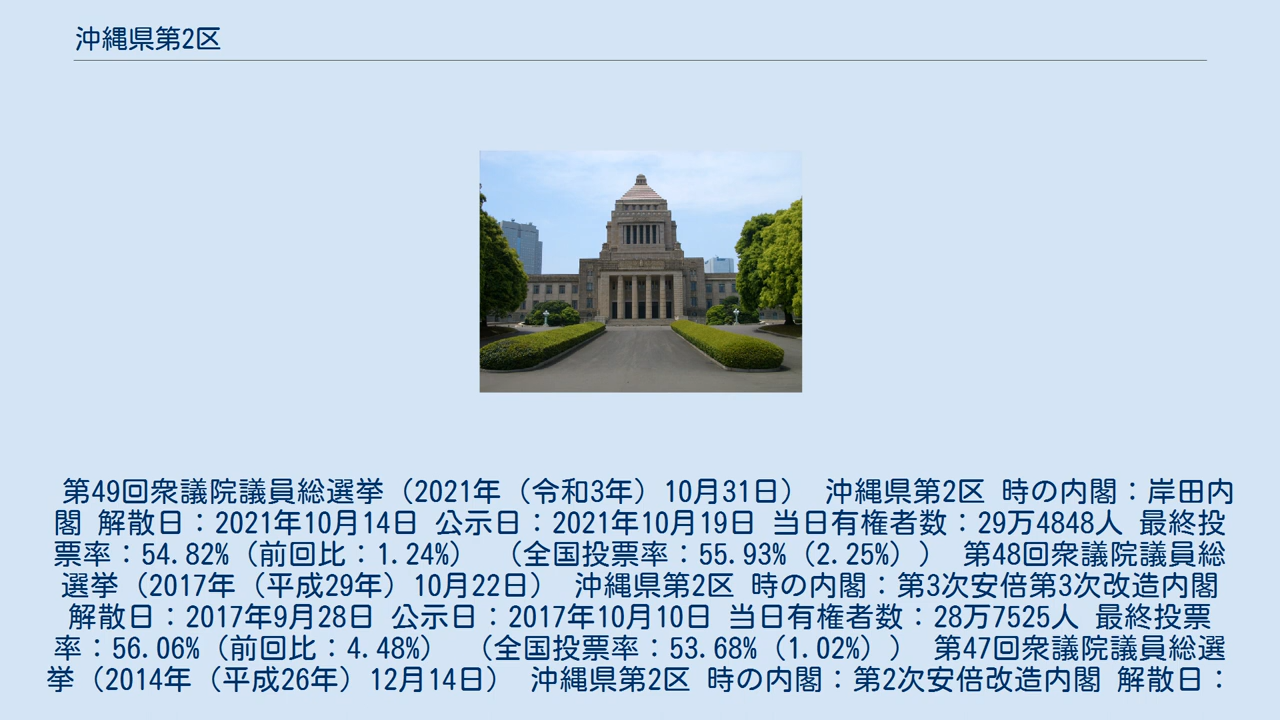 沖縄県第2区
第49回衆議院議員総選挙（2021年（令和3年）10月31日） 沖縄県第2区 時の内閣：岸田内
閣 解散日：2021年10月14日 公示日：2021年10月19日 当日有権者数：29万4848人 最終投
票率：54.82%（前回比：1.24%） （全国投票率：55.93%（2.25%）） 第48回衆議院議員総
選挙（2017年（平成29年）10月22日） 沖縄県第2区 時の内閣：第3次安倍第3次改造内閣
解散日：2017年9月28日 公示日：2017年10月10日 当日有権者数：28万7525人 最終投票
率：56.06%（前回比：4.48%） （全国投票率：53.68%（1.02%）） 第47回衆議院議員総選
挙（2014年（平成26年）12月14日） 沖縄県第2区 時の内閣：第2次安倍改造内閣 解散日：